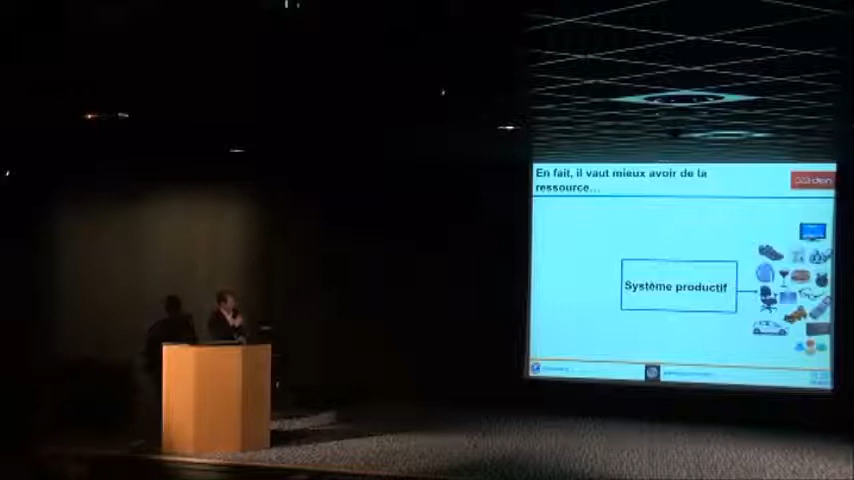 En fait, il vaut mieux avoir de la
ressource...
Système productif